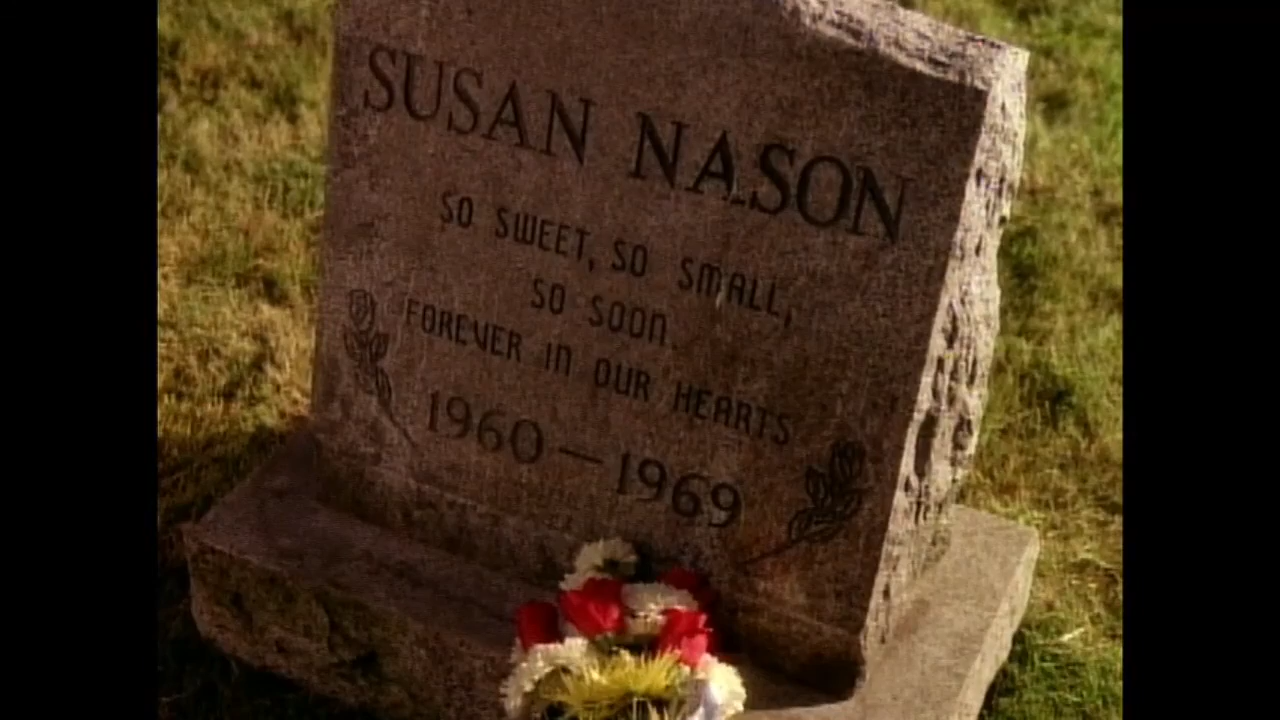 SUSAN NASON
SO SWEET, SO SMALL,
SO SOON
FOREVER IN OUR HEARTS
1960 — 1969